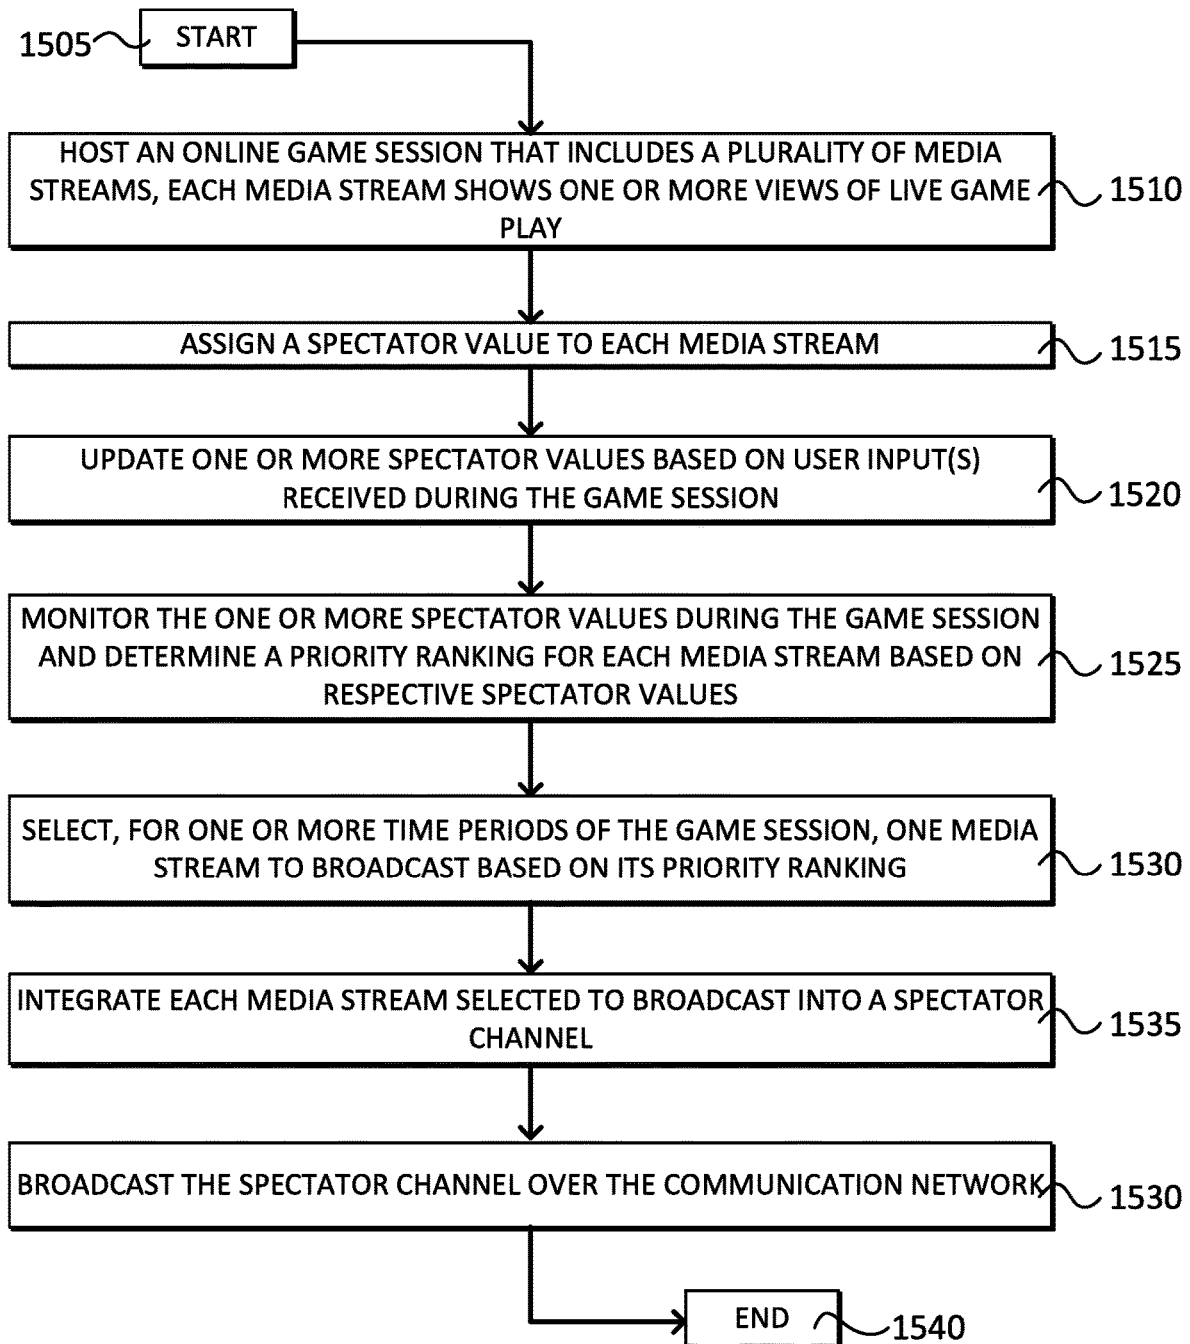 1505
START
HOST AN ONLINE GAME SESSION THAT INCLUDES A PLURALITY OF MEDIA
STREAMS, EACH MEDIA STREAM SHOWS ONE OR MORE VIEWS OF LIVE GAME
PLAY
1510
ASSIGN A SPECTATOR VALUE TO EACH MEDIA STREAM
1515
UPDATE ONE OR MORE SPECTATOR VALUES BASED ON USER INPUT(S)
RECEIVED DURING THE GAME SESSION
1520
MONITOR THE ONE OR MORE SPECTATOR VALUES DURING THE GAME SESSION
AND DETERMINE A PRIORITY RANKING FOR EACH MEDIA STREAM BASED ON
RESPECTIVE SPECTATOR VALUES
1525
SELECT, FOR ONE OR MORE TIME PERIODS OF THE GAME SESSION, ONE MEDIA
STREAM TO BROADCAST BASED ON ITS PRIORITY RANKING
1530
INTEGRATE EACH MEDIA STREAM SELECTED TO BROADCAST INTO A SPECTATOR
CHANNEL
1535
BROADCAST THE SPECTATOR CHANNEL OVER THE COMMUNICATION NETWORK
1530
END
1540